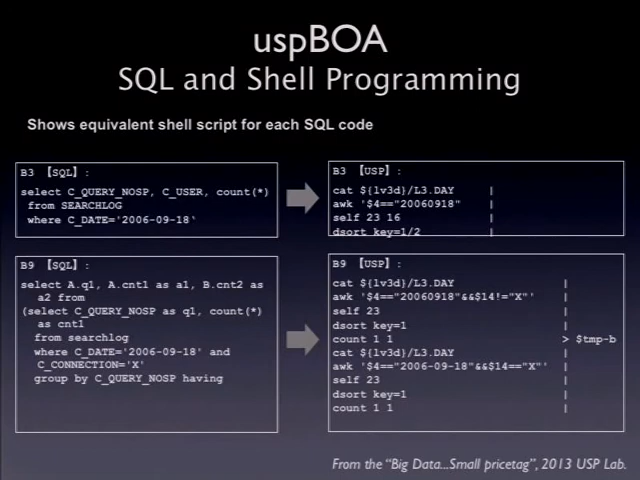 uspBOA
SQL and Shell Programming
Shows equivalent shell script for each SQL code
B3 【SQL】:
select C_QUERY_NOSP, C_USER, count(*)
from SEARCHLOG
where C_DATE='2006-09-18'
B3 【USP】:
cat ${lv3d}/L3.DAY |
awk '$4=="20060918" |
self 23 16 |
dsort key=1/2 |
B9 【SQL】:
select A.q1, A.cnt1 as a1, B.cnt2 as
a2 from
(select C_QUERY_NOSP as q1, count(*)
as cnt1
from searchlog
where C_DATE='2006-09-18' and
C_CONNECTION='X'
group by C_QUERY_NOSP having
B9 【USP】:
cat ${lv3d}/L3.DAY |
awk '$4=="20060918"&&$14!="X"' |
self 23 |
dsort key=1 |
count 1 1 > $tmp-b
cat ${lv3d}/L3.DAY |
awk '$4=="2006-09-18"&&$14=="X"' |
self 23 |
dsort key=1 |
count 1 1 |
From the "Big Data...Small pricetag", 2013 USP Lab.